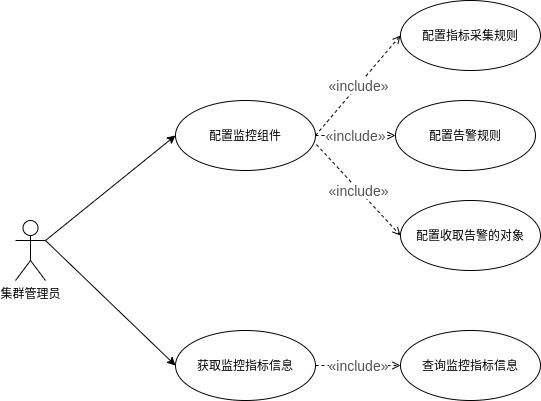 配置指标采集规则
«include»
配置监控组件
«include»
配置告警规则
«include»
配置收取告警的对象
集群管理员
获取监控指标信息
«include»
查询监控指标信息